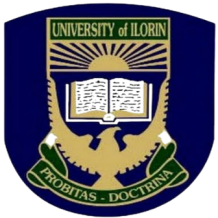 UNIVERSITY of ILORIN
PROBITAS - DOCTRINA